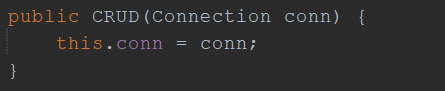 public CRUD(Connection conn) {
    this.conn = conn;
}